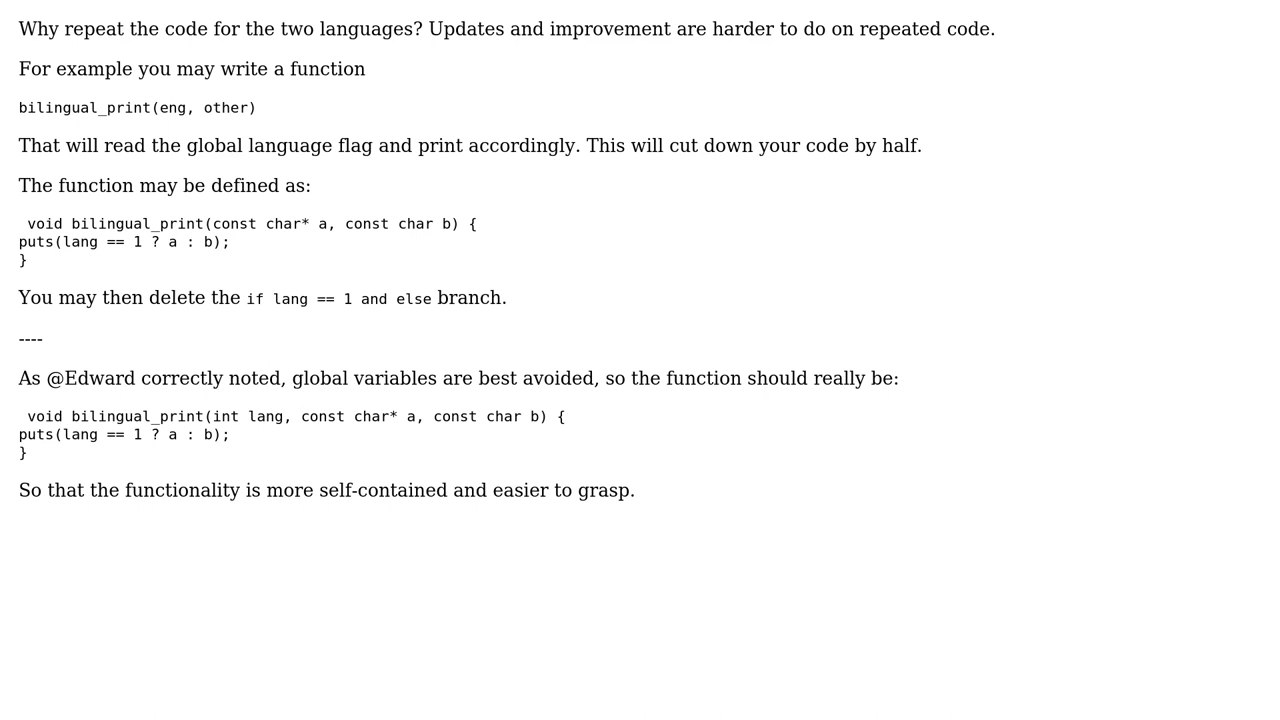 Why repeat the code for the two languages? Updates and improvement are harder to do on repeated code.
For example you may write a function
bilingual_print(eng, other)
That will read the global language flag and print accordingly. This will cut down your code by half.
The function may be defined as:
void bilingual_print(const char* a, const char b) {
puts(lang == 1 ? a : b);
}
You may then delete the if lang == 1 and else branch.
----
As @Edward correctly noted, global variables are best avoided, so the function should really be:
void bilingual_print(int lang, const char* a, const char b) {
puts(lang == 1 ? a : b);
}
So that the functionality is more self-contained and easier to grasp.